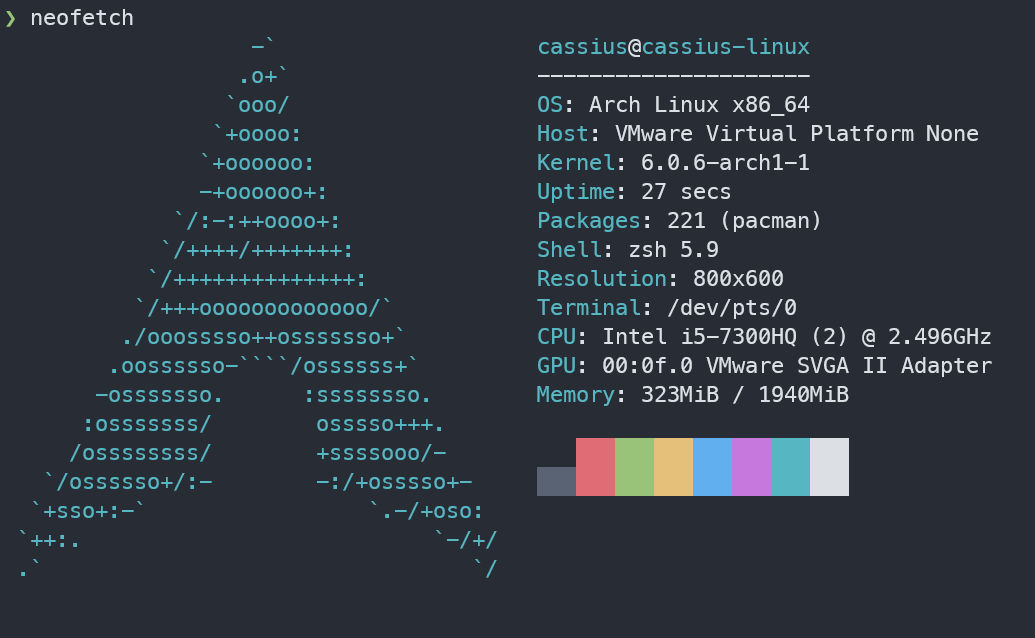 ❯ neofetch
                   -`                    cassius@cassius-linux
                  .o+`                   ---------------------
                 `ooo/                   OS: Arch Linux x86_64
                `+oooo:                  Host: VMware Virtual Platform None
               `+oooooo:                 Kernel: 6.0.6-arch1-1
               -+oooooo+:                Uptime: 27 secs
             `/:-:++oooo+:               Packages: 221 (pacman)
            `/++++/+++++++:              Shell: zsh 5.9
           `/++++++++++++++:             Resolution: 800x600
          `/+++ooooooooooooo/`           Terminal: /dev/pts/0
         ./ooosssso++osssssso+`          CPU: Intel i5-7300HQ (2) @ 2.496GHz
        .oossssso-````/ossssss+`         GPU: 00:0f.0 VMware SVGA II Adapter
       -osssssso.      :ssssssso.        Memory: 323MiB / 1940MiB
      :osssssss/        osssso+++.
     /ossssssss/        +ssssooo/-
   `/ossssso+/:-        -:/+osssso+-
  `+sso+:-`                 `.-/+oso:
 `++:.                           `-/+/
 .`                                 `/